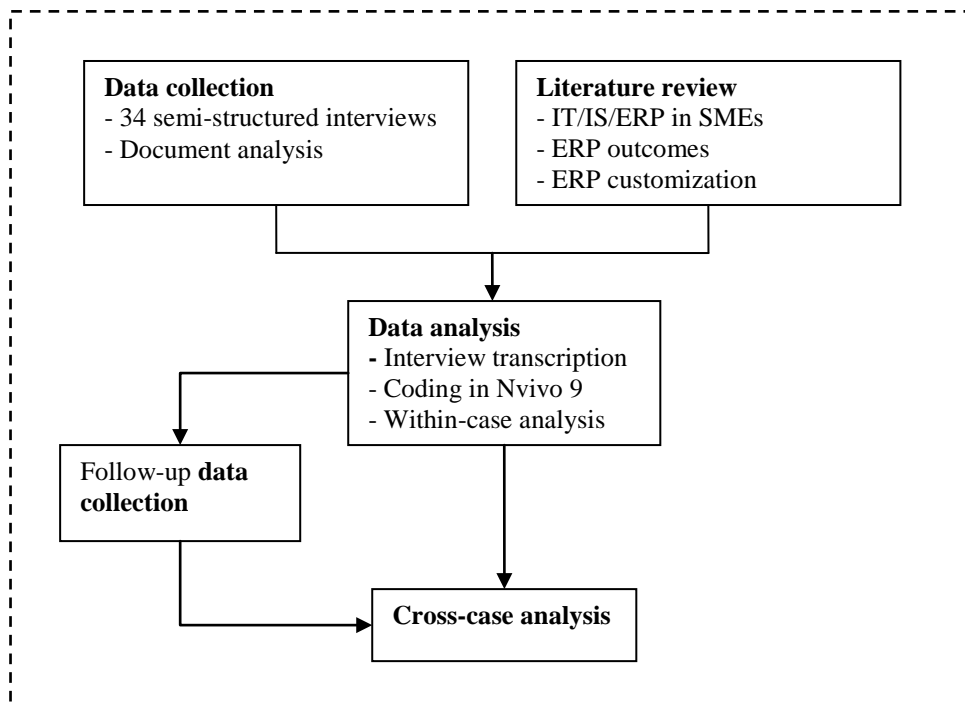 Data collection
- 34 semi-structured interviews
- Document analysis
Literature review
- IT/IS/ERP in SMEs
- ERP outcomes
- ERP customization
Data analysis
- Interview transcription
- Coding in Nvivo 9
- Within-case analysis
Follow-up data
collection
Cross-case analysis